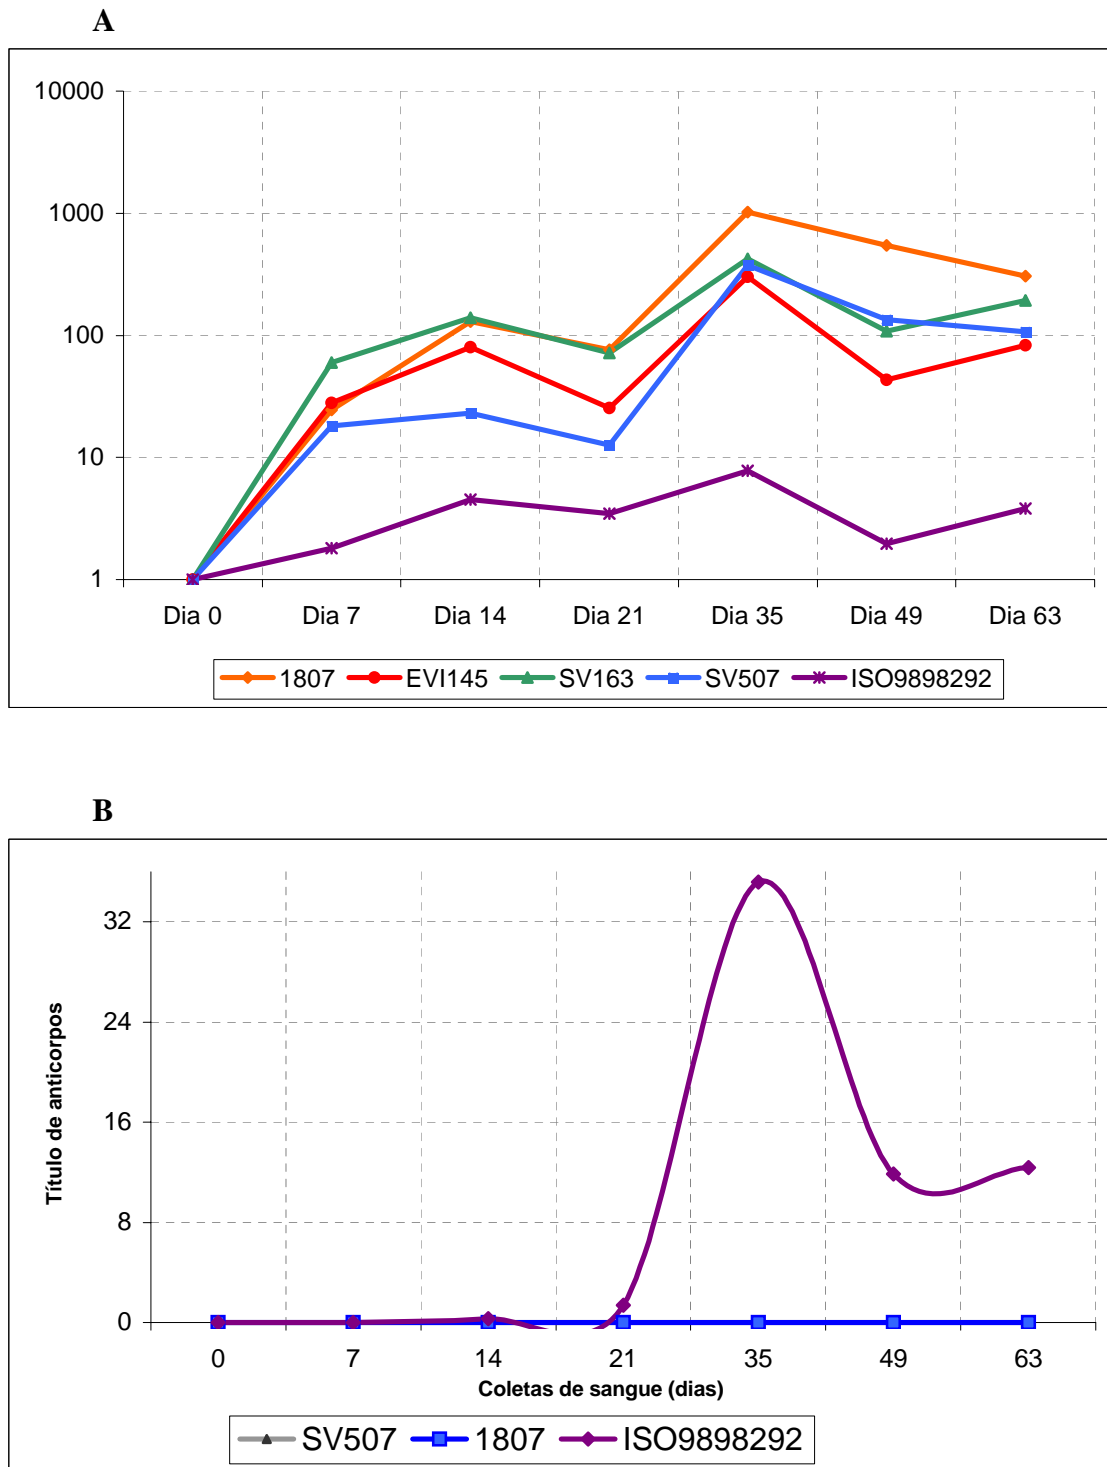 A
10000
1000
100
10
1
Dia 0 Dia 7 Dia 14 Dia 21 Dia 35 Dia 49 Dia 63
1807 EVI145 SV163 SV507 ISO9898292
B
Título de anticorpos
32
24
16
8
0
0 7 14 21 35 49 63
Coletas de sangue (dias)
SV507 1807 ISO9898292